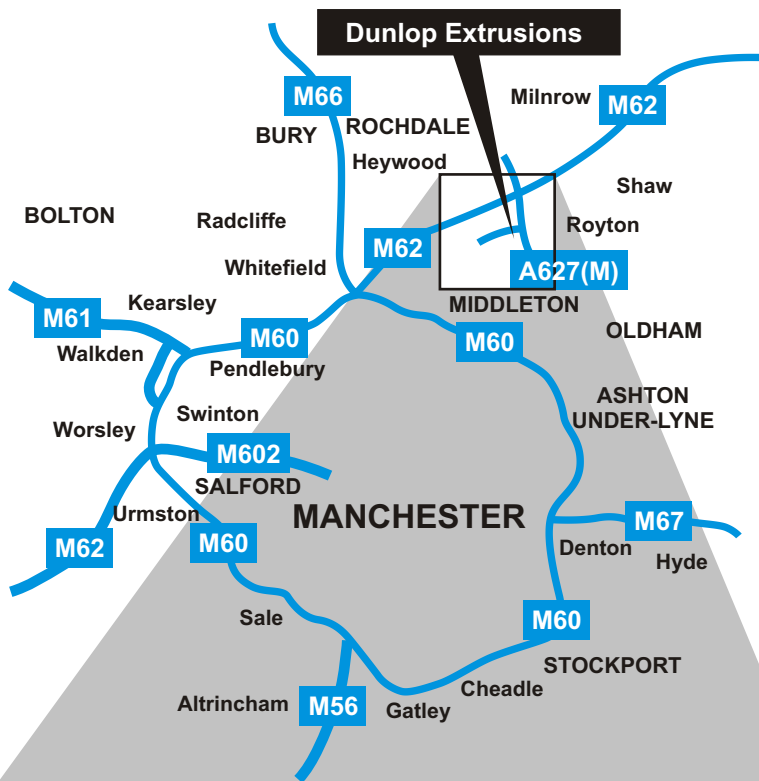 Dunlop Extrusions
M66
Milnrow
M62
ROCHDALE
BURY
Heywood
Shaw
BOLTON
Radcliffe
Royton
M62
Whitefield
A627(M)
Kearsley
MIDDLETON
M61
OLDHAM
M60
M60
Walkden
Pendlebury
ASHTON
UNDER-LYNE
Swinton
Worsley
M602
SALFORD
Urmston
MANCHESTER
M67
M62
M60
Denton
Hyde
Sale
M60
STOCKPORT
Cheadle
Altrincham
M56
Gatley